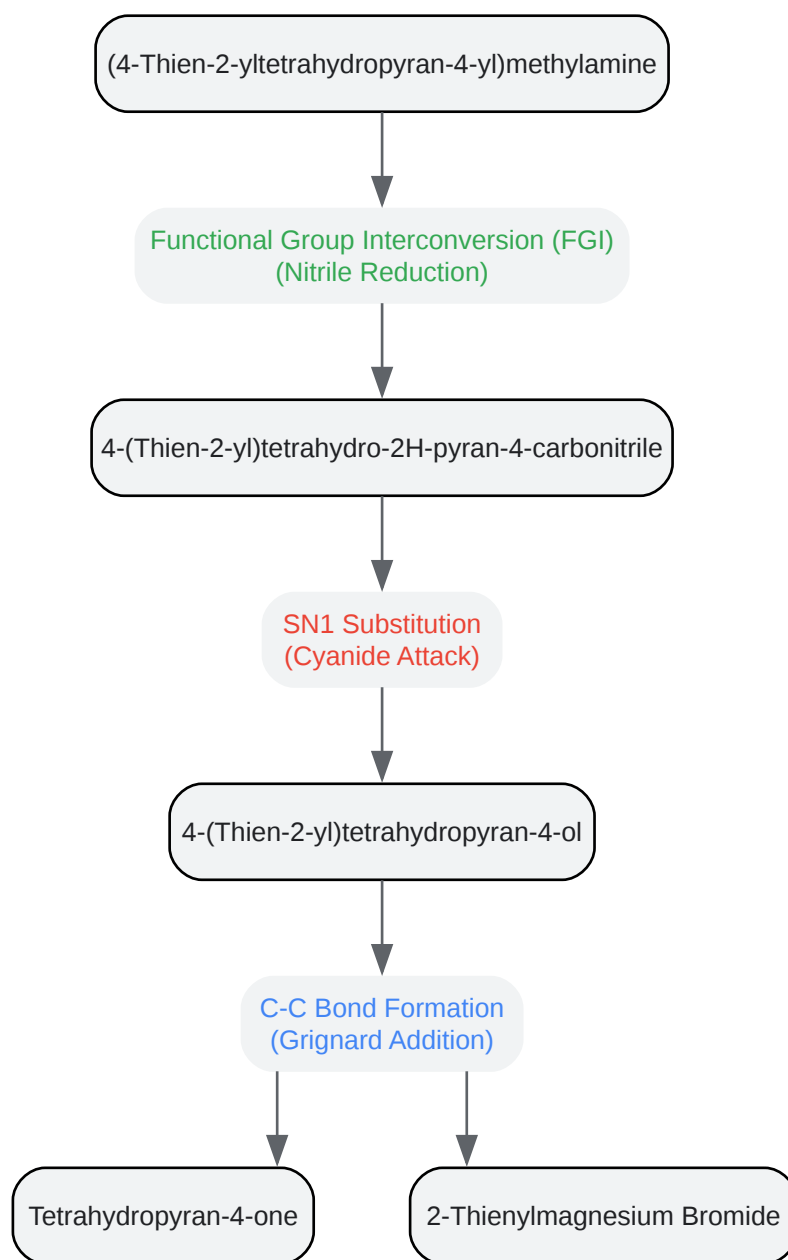 (4-Thien-2-yltetrahydropyran-4-yl)methylamine
Functional Group Interconversion (FGI)
(Nitrile Reduction)
4-(Thien-2-yl)tetrahydro-2H-pyran-4-carbonitrile
SN1 Substitution
(Cyanide Attack)
4-(Thien-2-yl)tetrahydropyran-4-ol
C-C Bond Formation
(Grignard Addition)
Tetrahydropyran-4-one
2-Thienylmagnesium Bromide